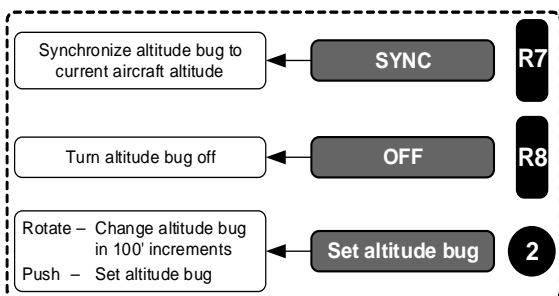 Synchronize altitude bug to
current aircraft altitude
SYNC
R7
Turn altitude bug off
OFF
R8
Rotate – Change altitude bug
in 100' increments
Push – Set altitude bug
Set altitude bug
2